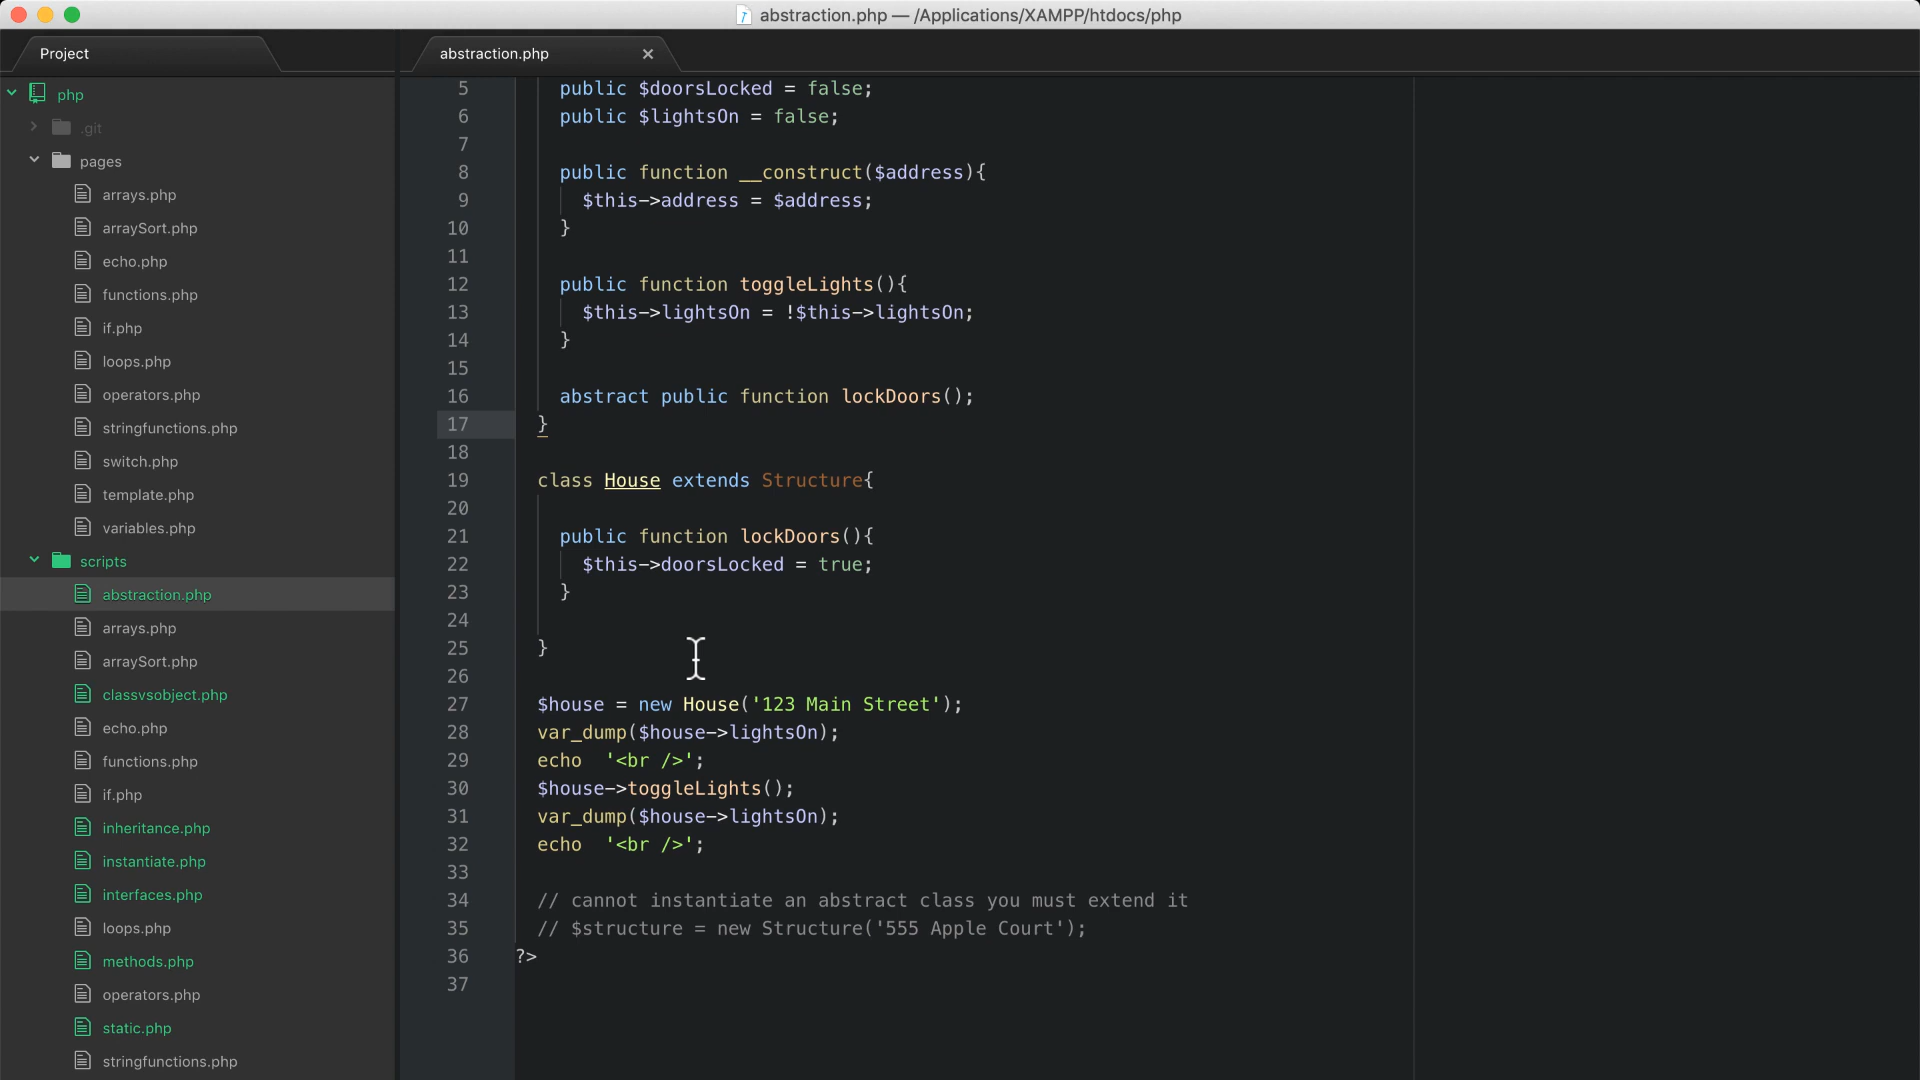 abstraction.php — /Applications/XAMPP/htdocs/php
Project
php
.git
pages
arrays.php
arraySort.php
echo.php
functions.php
if.php
loops.php
operators.php
stringfunctions.php
switch.php
template.php
variables.php
scripts
abstraction.php
arrays.php
arraySort.php
classvsobject.php
echo.php
functions.php
if.php
inheritance.php
instantiate.php
interfaces.php
loops.php
methods.php
operators.php
static.php
stringfunctions.php
abstraction.php
5 public $doorsLocked = false;
6 public $lightsOn = false;
7
8 public function __construct($address){
9 $this->address = $address;
10 }
11
12 public function toggleLights(){
13 $this->lightsOn = !$this->lightsOn;
14 }
15
16 abstract public function lockDoors();
17 }
18
19 class House extends Structure{
20
21 public function lockDoors(){
22 $this->doorsLocked = true;
23 }
24
25 }
26
27 $house = new House('123 Main Street');
28 var_dump($house->lightsOn);
29 echo  '<br />';
30 $house->toggleLights();
31 var_dump($house->lightsOn);
32 echo  '<br />';
33
34 // cannot instantiate an abstract class you must extend it
35 // $structure = new Structure('555 Apple Court');
36 ?>
37